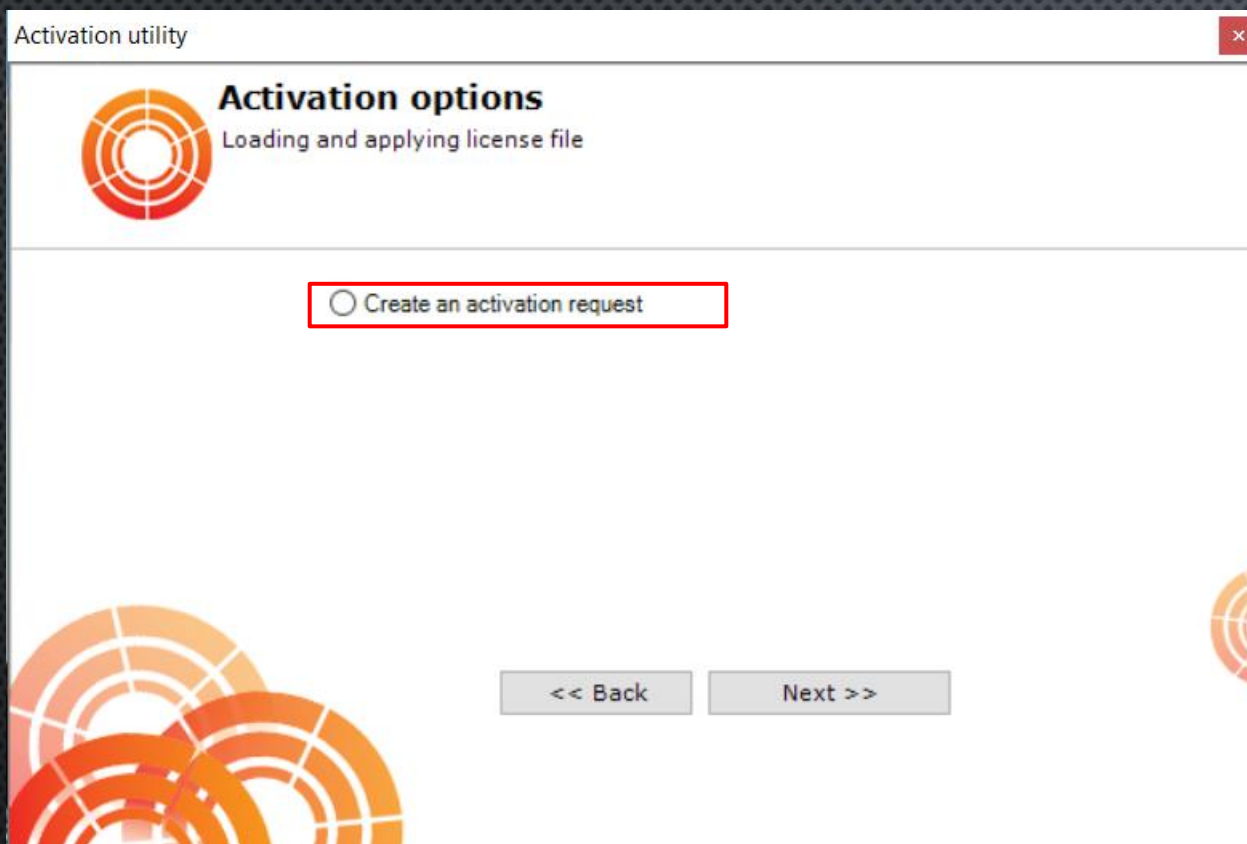 Activation utility
Activation options
Loading and applying license file
Create an activation request
<< Back
Next >>